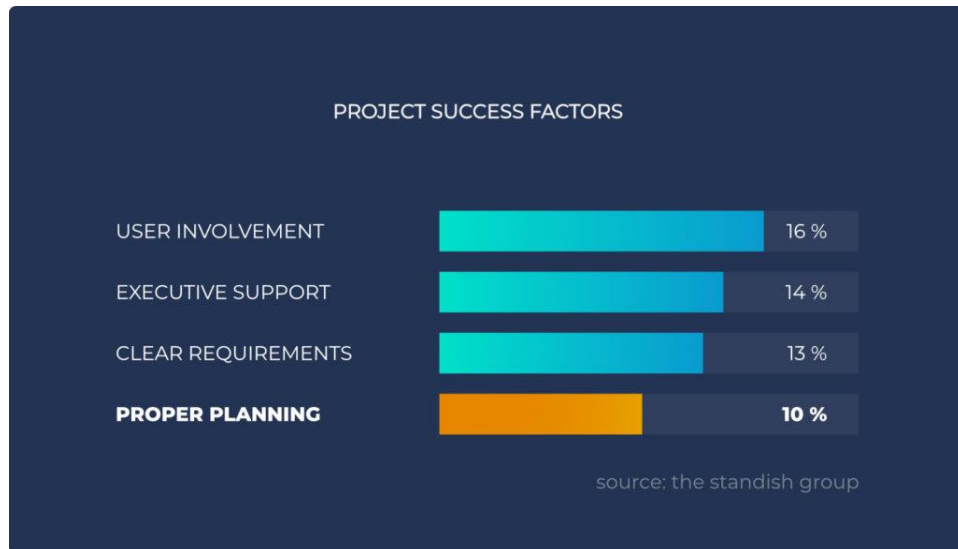 PROJECT SUCCESS FACTORS
USER INVOLVEMENT 16 %
EXECUTIVE SUPPORT 14 %
CLEAR REQUIREMENTS 13 %
PROPER PLANNING 10 %
source: the standish group